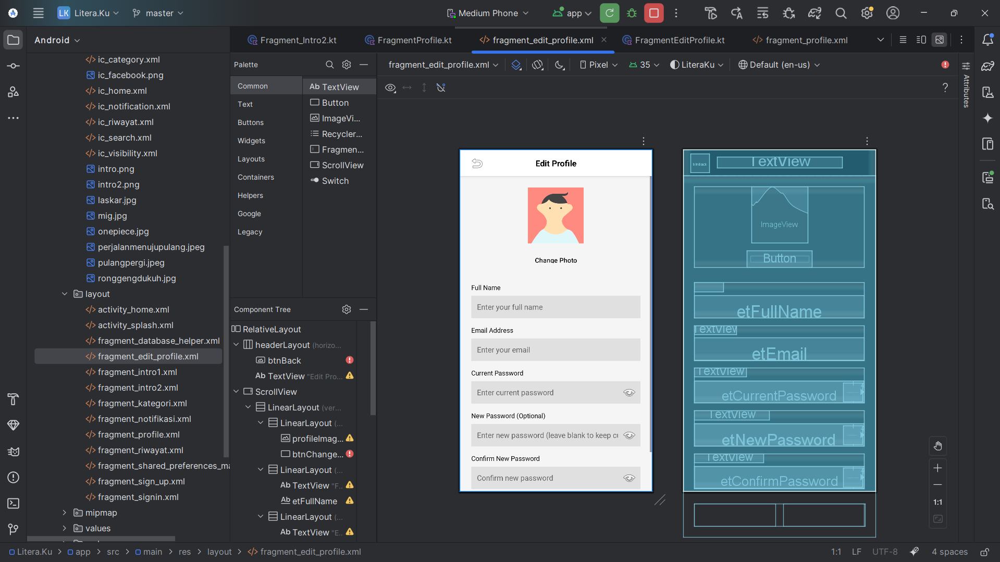 LK Litera.Ku
master
Medium Phone
app
Android
Fragment_Intro2.kt
FragmentProfile.kt
fragment_edit_profile.xml
FragmentEditProfile.kt
fragment_profile.xml
ic_category.xml
ic_facebook.png
ic_home.xml
ic_notification.xml
ic_riwayat.xml
ic_search.xml
ic_visibility.xml
intro.png
intro2.png
laskar.jpg
mig.jpg
onepiece.jpg
perjalanmenujupulang.jpeg
pulangpergi.jpeg
ronggengdukuh.jpg
layout
activity_home.xml
activity_splash.xml
fragment_database_helper.xml
fragment_edit_profile.xml
fragment_intro1.xml
fragment_intro2.xml
fragment_kategori.xml
fragment_notifikasi.xml
fragment_profile.xml
fragment_riwayat.xml
fragment_shared_preferences_ma
fragment_sign_up.xml
fragment_signin.xml
mipmap
values
Palette
Common
Text
Buttons
Widgets
Layouts
Containers
Helpers
Google
Legacy
Ab TextView
Button
ImageVi...
Recycler...
Fragmen...
ScrollView
Switch
Component Tree
RelativeLayout
headerLayout (horizo...
btnBack
Ab TextView "Edit Pro...
ScrollView
LinearLayout (ver...
LinearLayout (...
profileImag...
btnChange...
LinearLayout (...
Ab TextView "F..
Ab etFullName
LinearLayout (...
Ab TextView "E..
fragment_edit_profile.xml
Pixel
35
LiteraKu
Default (en-us)
?
Attributes
Edit Profile
Change Photo
Full Name
Enter your full name
Email Address
Enter your email
Current Password
Enter current password
New Password (Optional)
Enter new password (leave blank to keep cu
Confirm New Password
Confirm new password
btnBack
TextView
ImageView
Button
etFullName
TextView
etEmail
TextView
etCurrentPassword
TextView
etNewPassword
TextView
etConfirmPassword
1:1
Litera.Ku > app > src > main > res > layout > fragment_edit_profile.xml
1:1 LF UTF-8 4 spaces